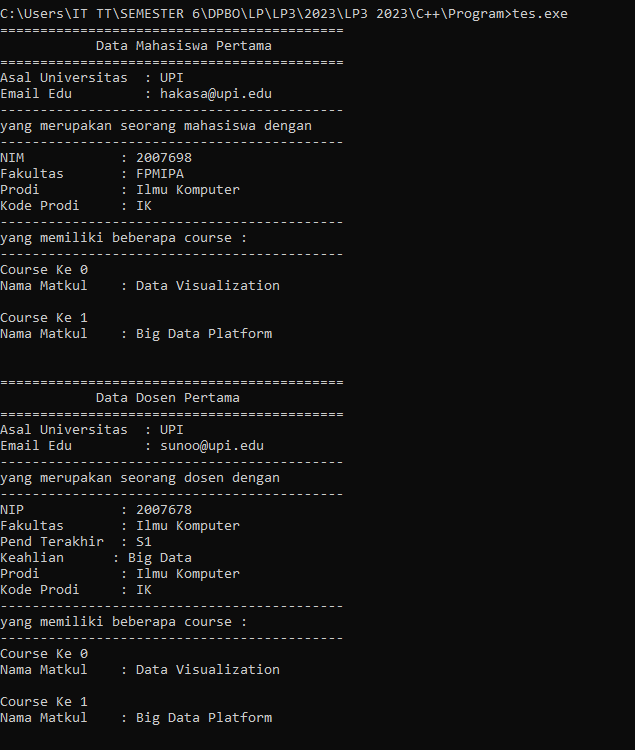 C:\Users\IT TT\SEMESTER 6\DPBO\LP\LP3\2023\LP3 2023\C++\Program>tes.exe
===========================================
            Data Mahasiswa Pertama
===========================================
Asal Universitas  : UPI
Email Edu         : hakasa@upi.edu
-------------------------------------------
yang merupakan seorang mahasiswa dengan
-------------------------------------------
NIM            : 2007698
Fakultas       : FPMIPA
Prodi          : Ilmu Komputer
Kode Prodi     : IK
-------------------------------------------
yang memiliki beberapa course :
-------------------------------------------
Course Ke 0
Nama Matkul    : Data Visualization

Course Ke 1
Nama Matkul    : Big Data Platform


===========================================
            Data Dosen Pertama
===========================================
Asal Universitas  : UPI
Email Edu         : sunoo@upi.edu
-------------------------------------------
yang merupakan seorang dosen dengan
-------------------------------------------
NIP            : 2007678
Fakultas       : Ilmu Komputer
Pend Terakhir  : S1
Keahlian      : Big Data
Prodi          : Ilmu Komputer
Kode Prodi     : IK
-------------------------------------------
yang memiliki beberapa course :
-------------------------------------------
Course Ke 0
Nama Matkul    : Data Visualization

Course Ke 1
Nama Matkul    : Big Data Platform